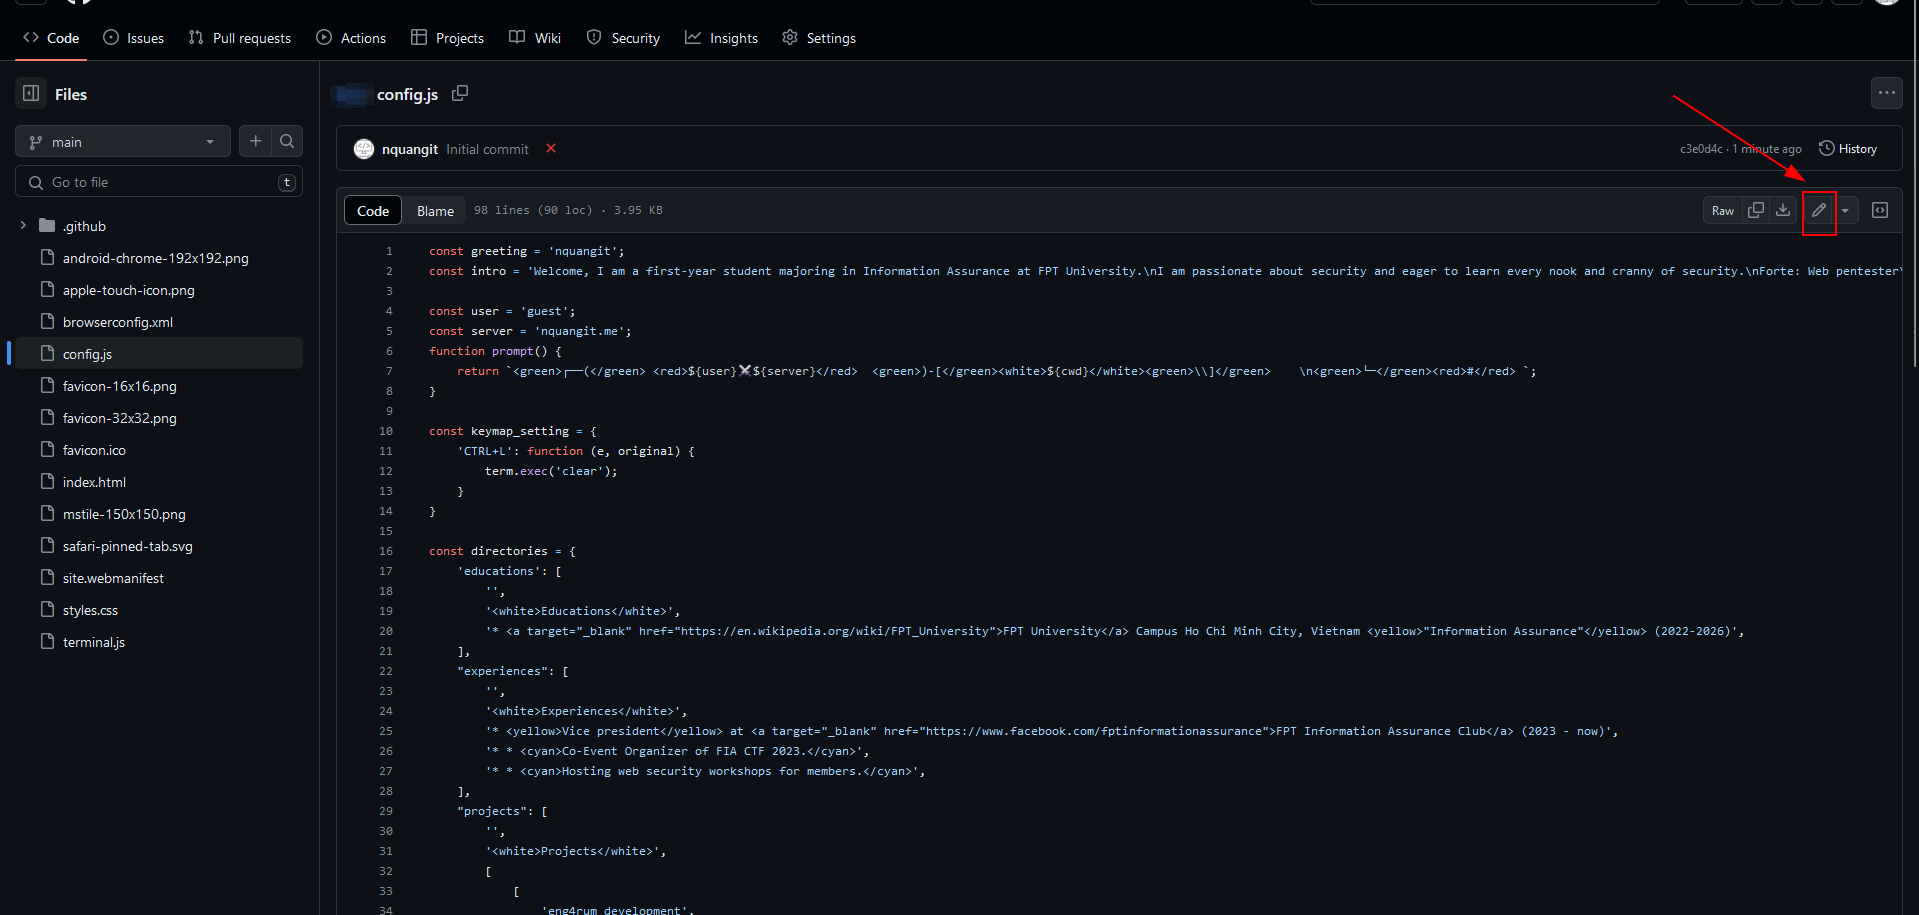 Code Issues Pull requests Actions Projects Wiki Security Insights Settings
Files
main
Go to file t
.github
android-chrome-192x192.png
apple-touch-icon.png
browserconfig.xml
config.js
favicon-16x16.png
favicon-32x32.png
favicon.ico
index.html
mstile-150x150.png
safari-pinned-tab.svg
site.webmanifest
styles.css
terminal.js
config.js
nquangit Initial commit
c3e0d4c · 1 minute ago History
Code Blame 98 lines (90 loc) · 3.95 KB
Raw
1 const greeting = 'nquangit';
2 const intro = 'Welcome, I am a first-year student majoring in Information Assurance at FPT University.\nI am passionate about security and eager to learn every nook and cranny of security.\nForte: Web pentester\
3
4 const user = 'guest';
5 const server = 'nquangit.me';
6 function prompt() {
7 return `<green>┌──(</green> <red>${user}⚔${server}</red> <green>)-[</green><white>${cwd}</white><green>\\]</green> \n<green>└─</green><red>#</red> `;
8 }
9
10 const keymap_setting = {
11 'CTRL+L': function (e, original) {
12 term.exec('clear');
13 }
14 }
15
16 const directories = {
17 'educations': [
18 '',
19 '<white>Educations</white>',
20 '* <a target="_blank" href="https://en.wikipedia.org/wiki/FPT_University">FPT University</a> Campus Ho Chi Minh City, Vietnam <yellow>"Information Assurance"</yellow> (2022-2026)',
21 ],
22 "experiences": [
23 '',
24 '<white>Experiences</white>',
25 '* <yellow>Vice president</yellow> at <a target="_blank" href="https://www.facebook.com/fptinformationassurance">FPT Information Assurance Club</a> (2023 - now)',
26 '* * <cyan>Co-Event Organizer of FIA CTF 2023.</cyan>',
27 '* * <cyan>Hosting web security workshops for members.</cyan>',
28 ],
29 "projects": [
30 '',
31 '<white>Projects</white>',
32 [
33 [
34 'eng4rum development',